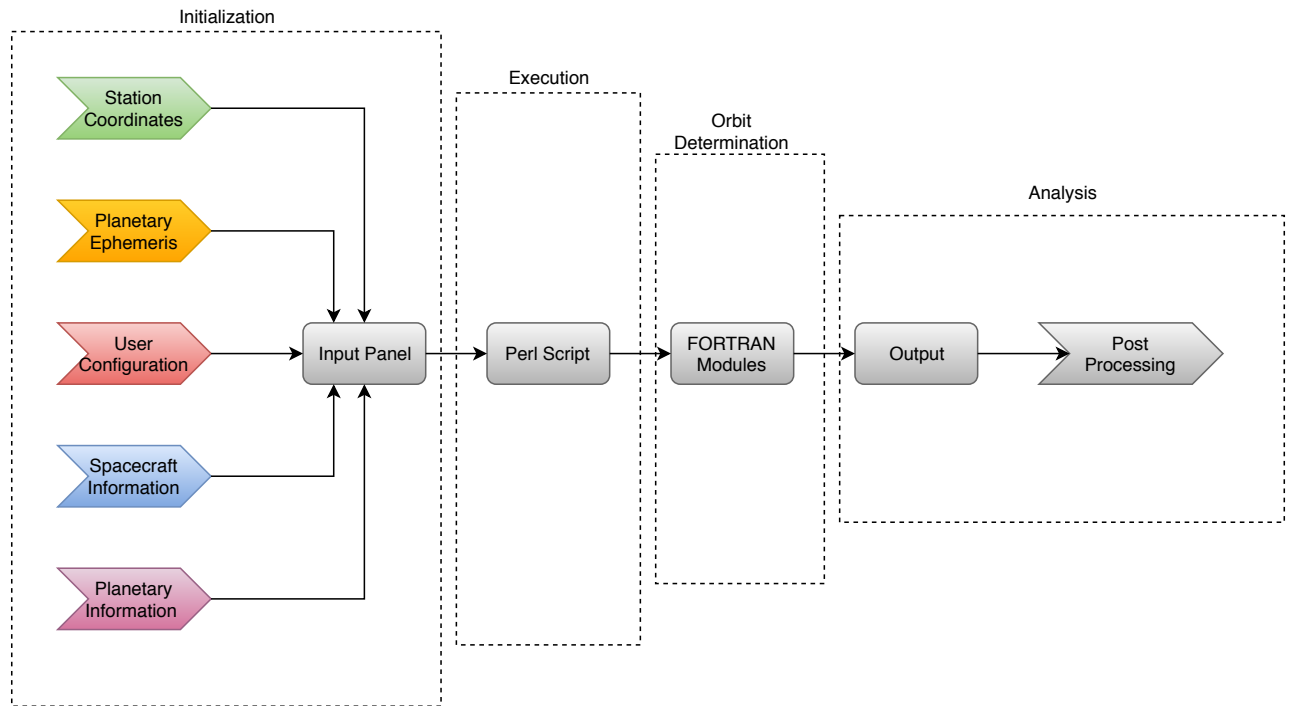 Initialization
Station
Coordinates
Planetary
Ephemeris
User
Configuration
Spacecraft
Information
Planetary
Information
Input Panel
Execution
Perl Script
Orbit
Determination
FORTRAN
Modules
Analysis
Output
Post
Processing